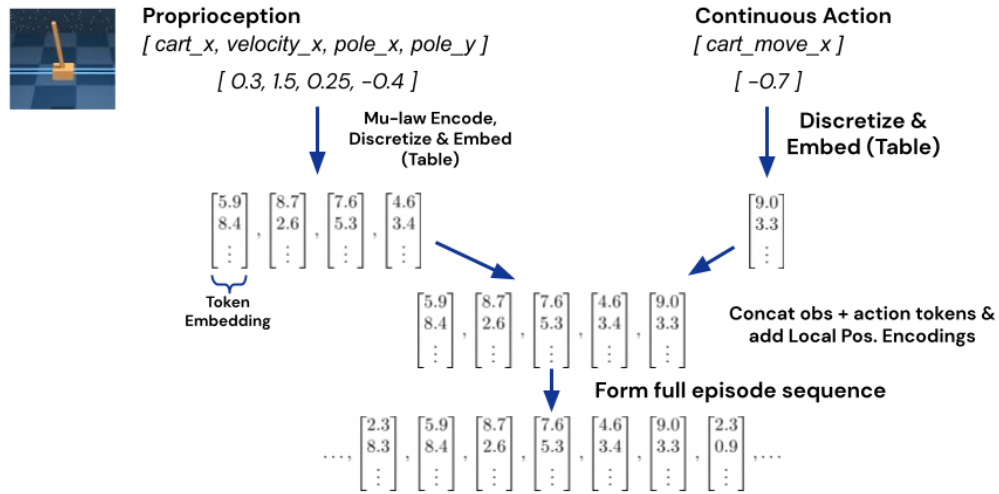 Proprioception
[ cart_x, velocity_x, pole_x, pole_y ]
[ 0.3, 1.5, 0.25, −0.4 ]
Continuous Action
[ cart_move_x ]
[ −0.7 ]
Mu-law Encode,
Discretize & Embed
(Table)
Discretize &
Embed (Table)
5.9 8.7 7.6 4.6
8.4 , 2.6 , 5.3 , 3.4
⋮ ⋮ ⋮ ⋮
9.0
3.3
⋮
Token
Embedding
5.9 8.7 7.6 4.6 9.0
8.4 , 2.6 , 5.3 , 3.4 , 3.3
⋮ ⋮ ⋮ ⋮ ⋮
Concat obs + action tokens &
add Local Pos. Encodings
Form full episode sequence
2.3 5.9 8.7 7.6 4.6 9.0 2.3
..., 8.3 , 8.4 , 2.6 , 5.3 , 3.4 , 3.3 , 0.9 ,...
⋮ ⋮ ⋮ ⋮ ⋮ ⋮ ⋮